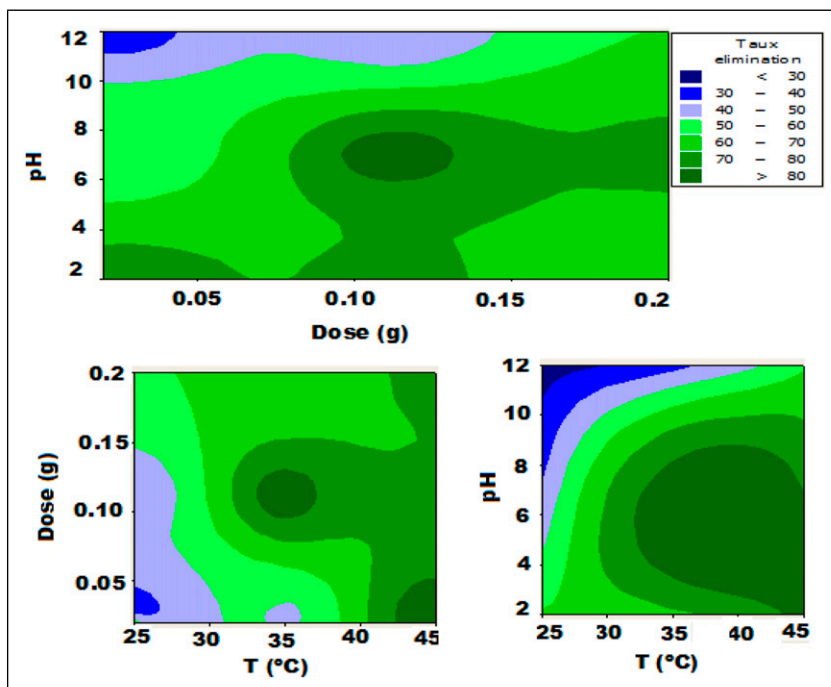 12
10
8
6
4
2
pH
0.05
0.10
0.15
0.2
Dose (g)
Taux
elimination
< 30
30 – 40
40 – 50
50 – 60
60 – 70
70 – 80
> 80
0.2
0.15
0.10
0.05
Dose (g)
25
30
35
40
45
T (°C)
12
10
8
6
4
2
pH
25
30
35
40
45
T (°C)